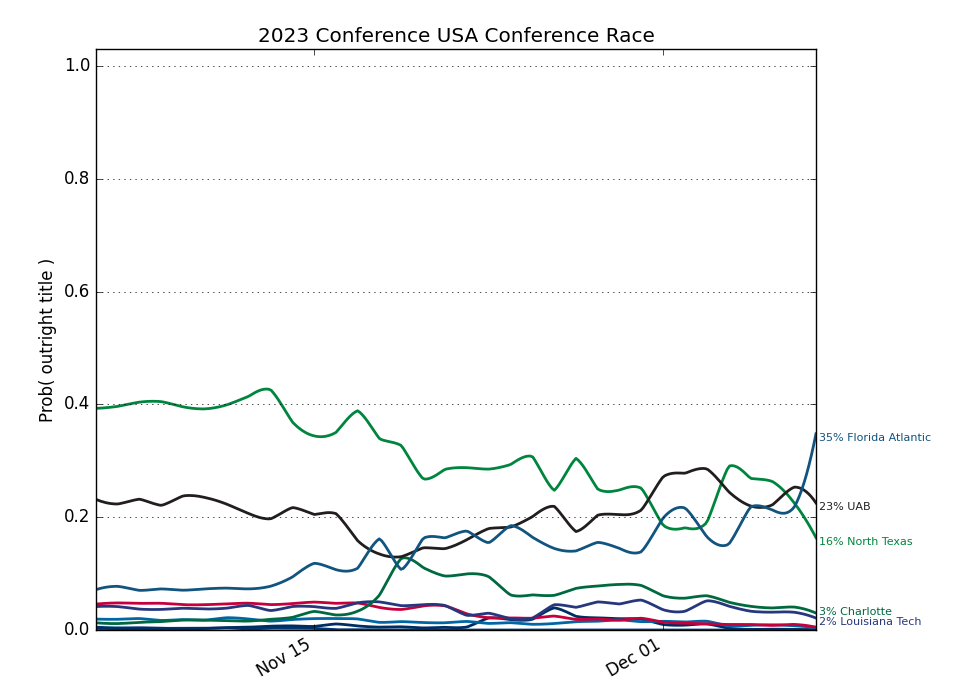 2023 Conference USA Conference Race
Prob( outright title )
1.0
0.8
0.6
0.4
0.2
0.0
Nov 15
Dec 01
35% Florida Atlantic
23% UAB
16% North Texas
3% Charlotte
2% Louisiana Tech